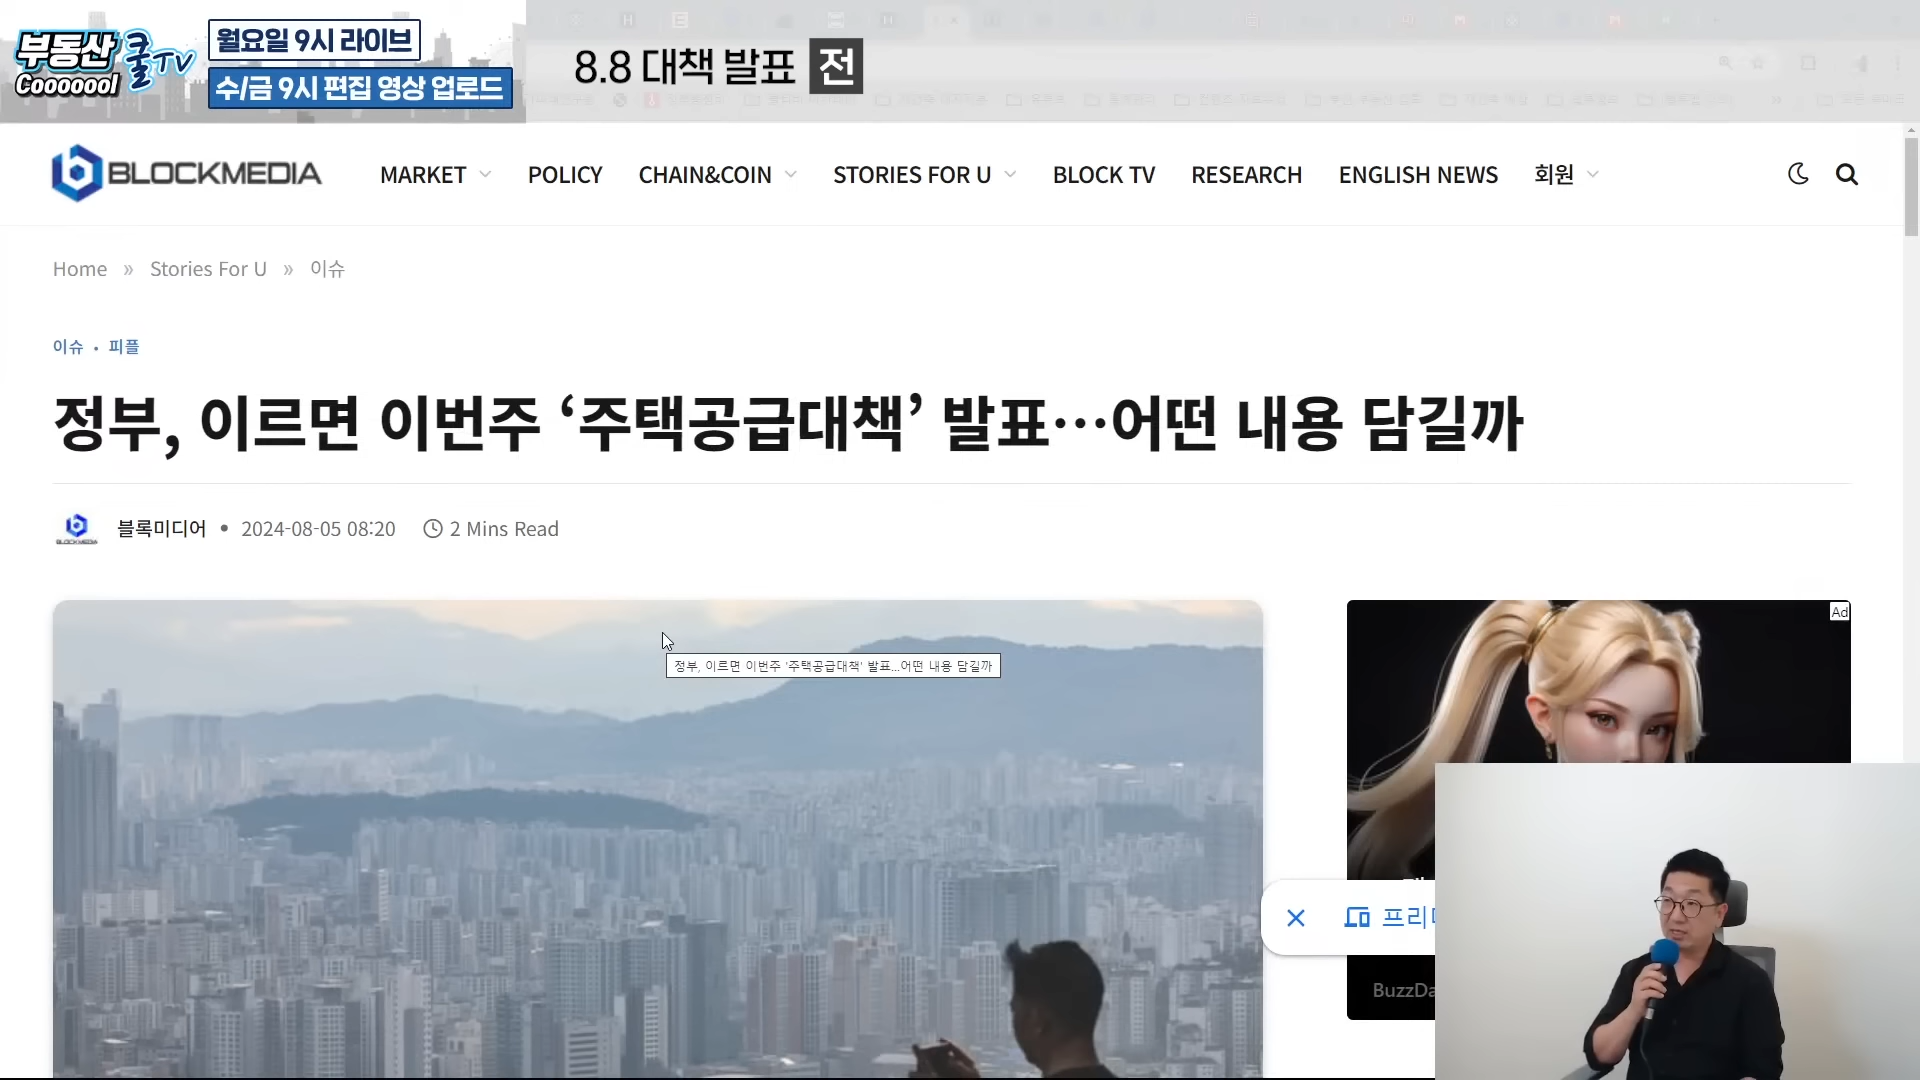 부동산
Cooooool
쿨TV
월요일 9시 라이브
수/금 9시 편집 영상 업로드
8.8 대책 발표 전
BLOCKMEDIA
MARKET
POLICY
CHAIN&COIN
STORIES FOR U
BLOCK TV
RESEARCH
ENGLISH NEWS
회원
Home » Stories For U » 이슈
이슈 • 피플
정부, 이르면 이번주 ‘주택공급대책’ 발표…어떤 내용 담길까
블록미디어 • 2024-08-05 08:20 2 Mins Read
Ad
정부, 이르면 이번주 '주택공급대책' 발표...어떤 내용 담길까
프리
BuzzDa